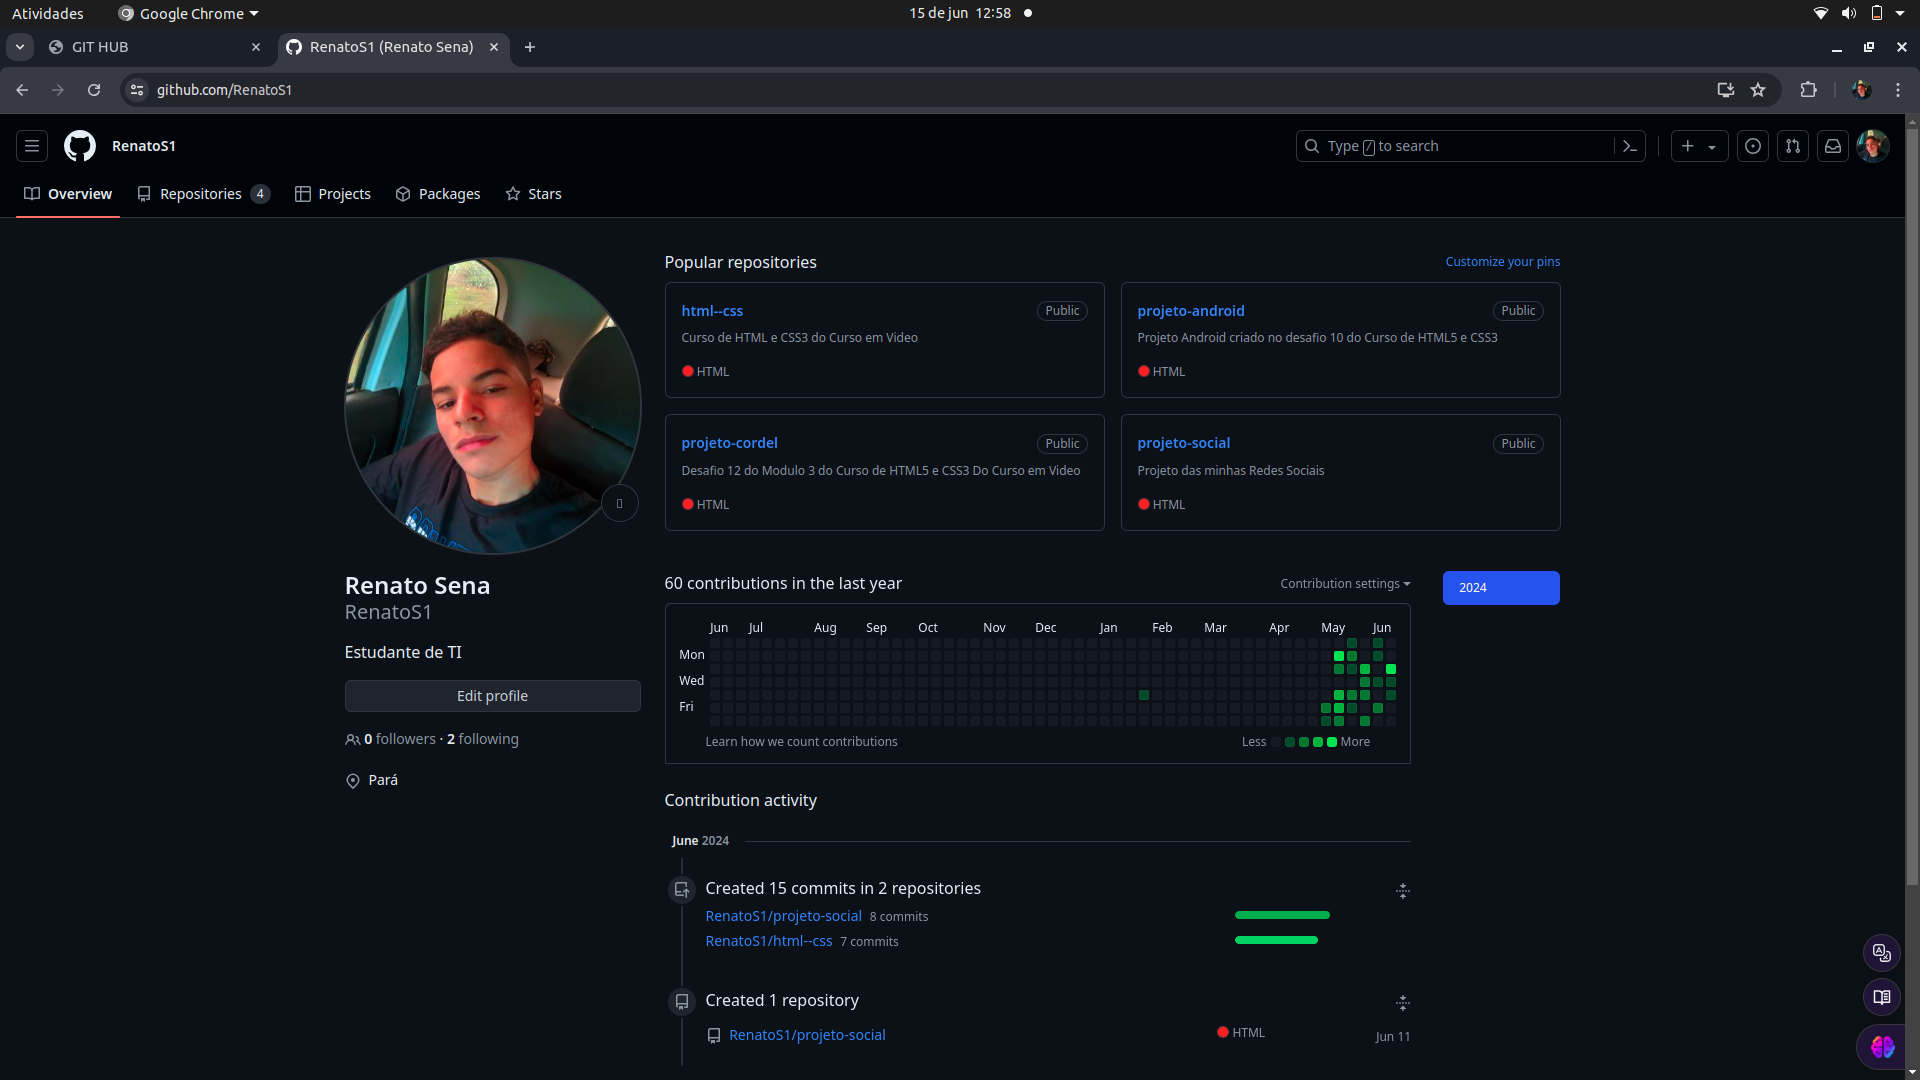 Atividades
Google Chrome
15 de jun 12:58
GIT HUB
RenatoS1 (Renato Sena)
github.com/RenatoS1
RenatoS1
Type / to search
Overview
Repositories 4
Projects
Packages
Stars
Popular repositories
Customize your pins
html--css
Public
Curso de HTML e CSS3 do Curso em Video
HTML
projeto-android
Public
Projeto Android criado no desafio 10 do Curso de HTML5 e CSS3
HTML
projeto-cordel
Public
Desafio 12 do Modulo 3 do Curso de HTML5 e CSS3 Do Curso em Video
HTML
projeto-social
Public
Projeto das minhas Redes Sociais
HTML
Renato Sena
RenatoS1
Estudante de TI
Edit profile
0 followers · 2 following
Pará
60 contributions in the last year
Contribution settings
2024
Jun Jul Aug Sep Oct Nov Dec Jan Feb Mar Apr May Jun
Mon
Wed
Fri
Learn how we count contributions
Less
More
Contribution activity
June 2024
Created 15 commits in 2 repositories
RenatoS1/projeto-social 8 commits
RenatoS1/html--css 7 commits
Created 1 repository
RenatoS1/projeto-social
HTML
Jun 11